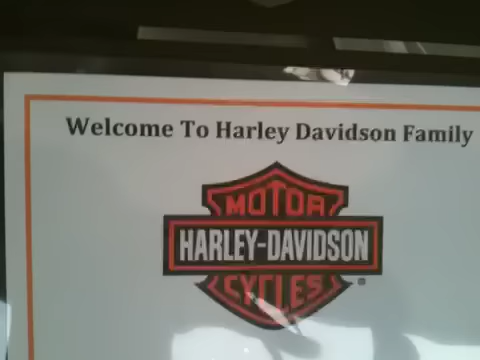 Welcome To Harley Davidson Family
MOTOR
HARLEY-DAVIDSON
CYCLES
®